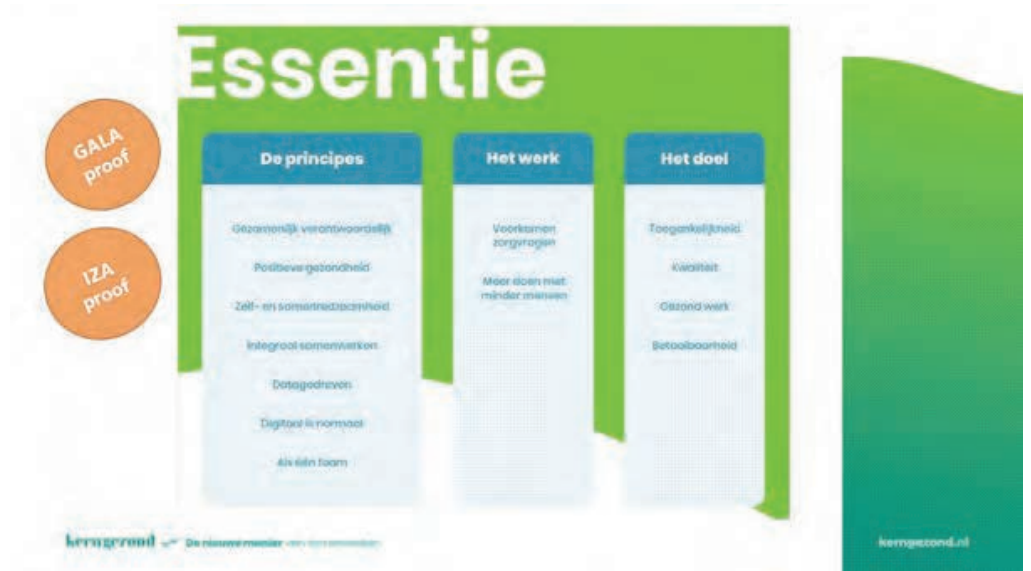 Essentie
GALA
proof
IZA
proof
De principes
Gezamenlijk verantwoordelijk
Positieve gezondheid
Zelf- en samenredzaamheid
Integraal samenwerken
Datagedreven
Digitaal is normaal
Als één team
Het werk
Voorkomen
zorgvragen
Meer doen met
minder mensen
Het doel
Toegankelijkheid
Kwaliteit
Gezond werk
Betaalbaarheid
kerngezond
De nieuwe manier van
kerngezond.nl